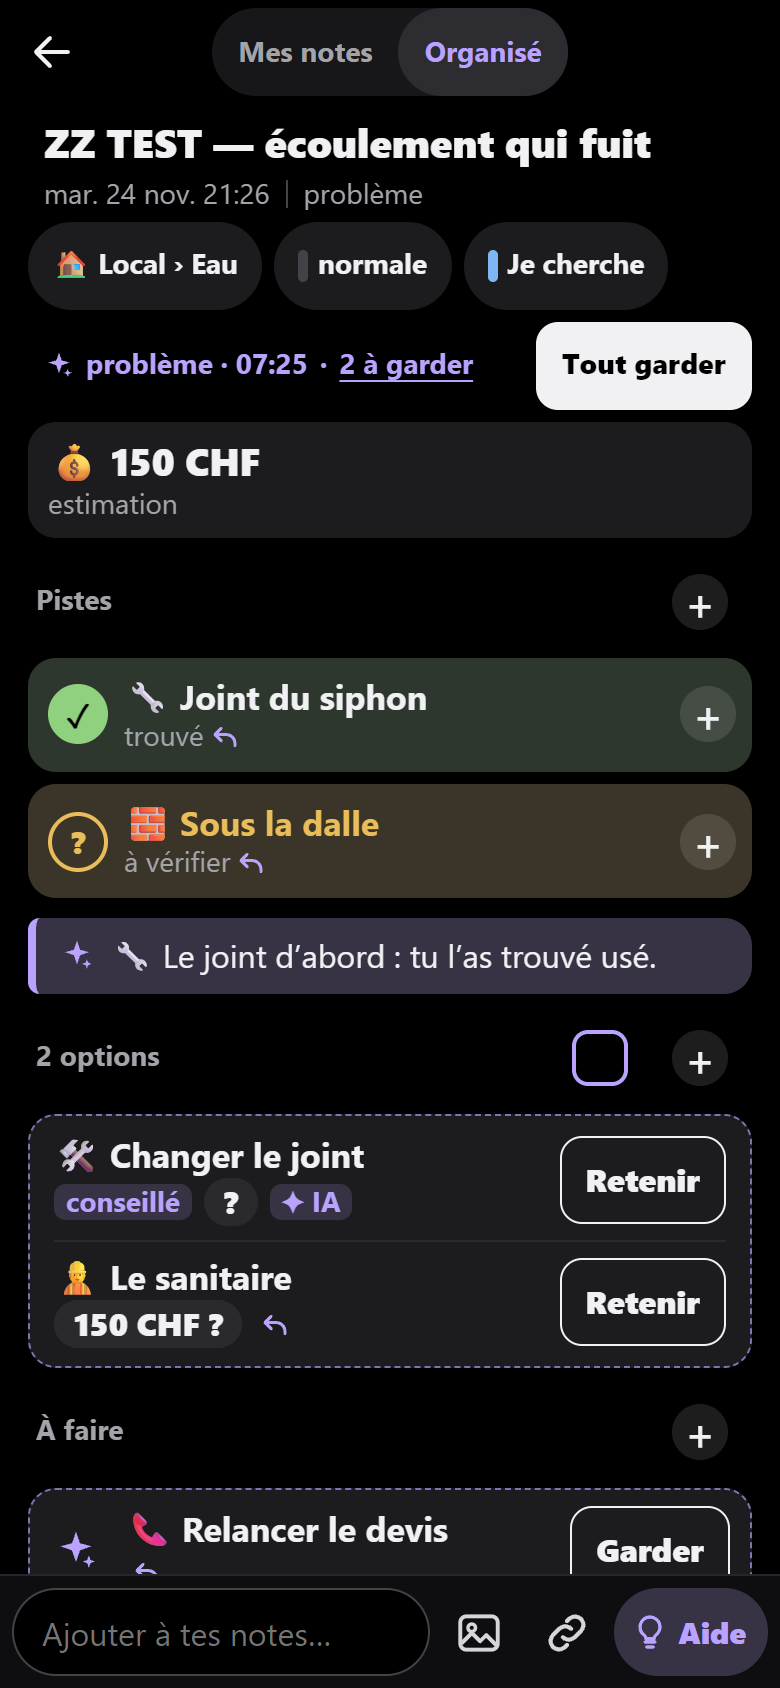 Mes notes
Organisé
ZZ TEST — écoulement qui fuit
mar. 24 nov. 21:26 | problème
Local › Eau
normale
Je cherche
problème · 07:25 · 2 à garder
Tout garder
150 CHF
estimation
Pistes
+
✓ Joint du siphon
trouvé
+
? Sous la dalle
à vérifier
+
Le joint d’abord : tu l’as trouvé usé.
2 options
+
Changer le joint
conseillé ? IA
Retenir
Le sanitaire
150 CHF ?
Retenir
À faire
+
Relancer le devis
Garder
Ajouter à tes notes...
Aide